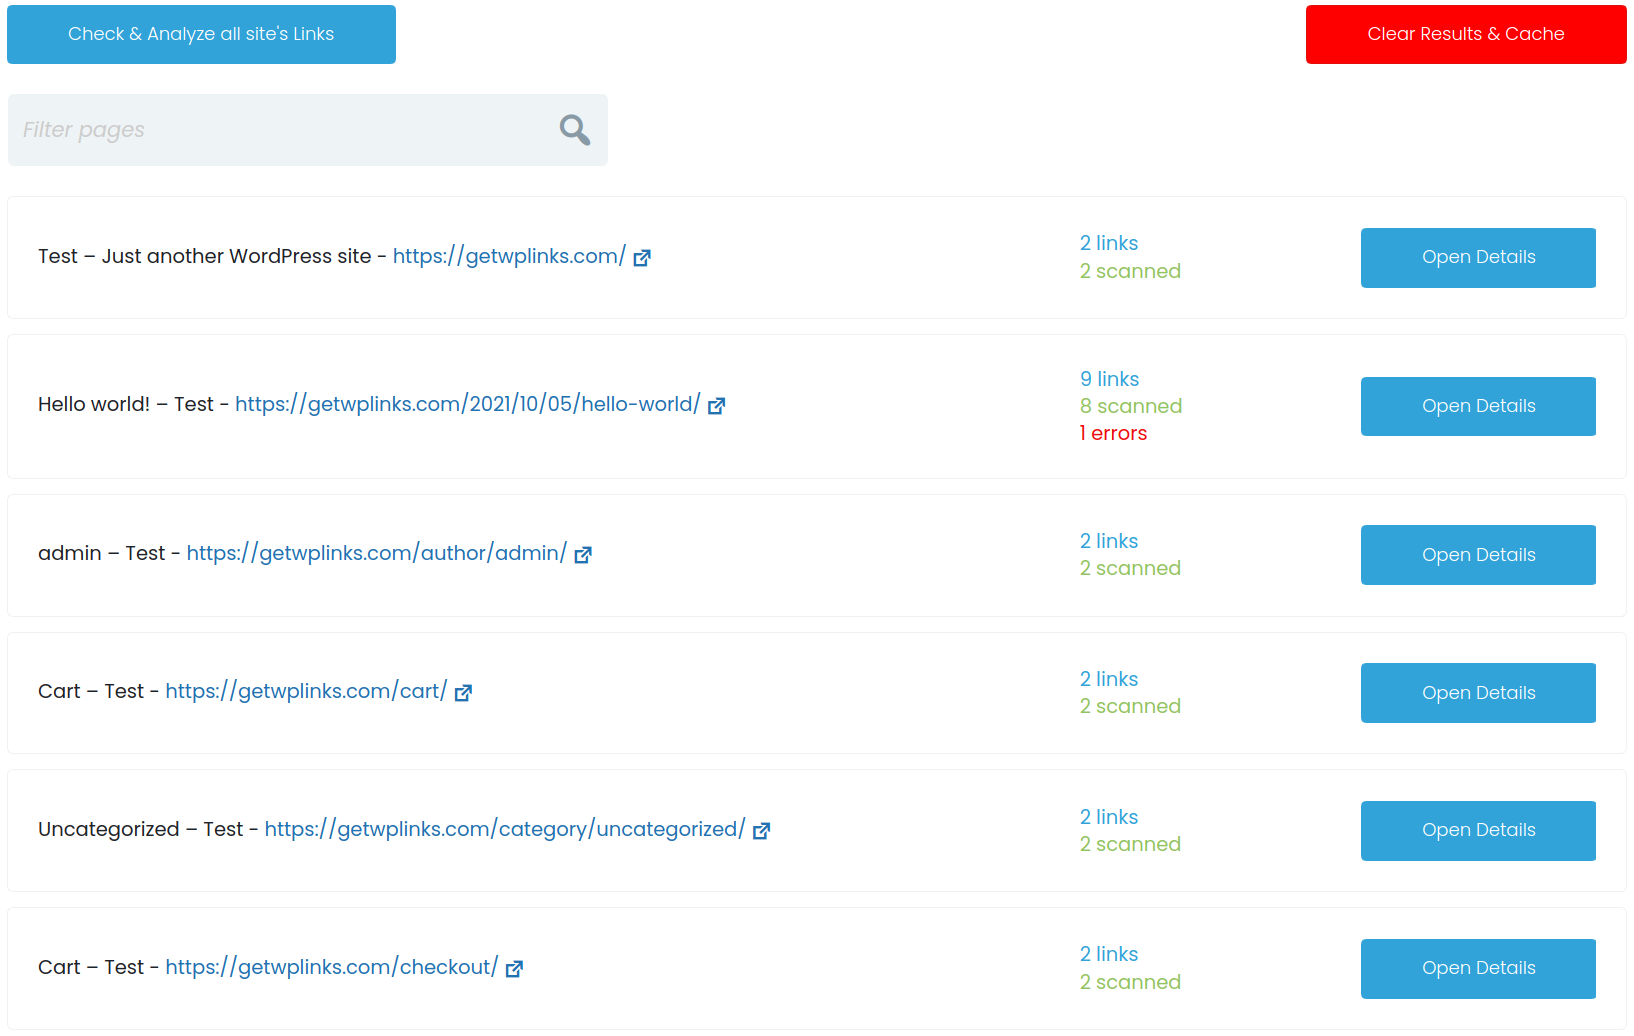 Check & Analyze all site's Links
Clear Results & Cache
Filter pages
Test – Just another WordPress site - https://getwplinks.com/
2 links
2 scanned
Open Details
Hello world! – Test - https://getwplinks.com/2021/10/05/hello-world/
9 links
8 scanned
1 errors
Open Details
admin – Test - https://getwplinks.com/author/admin/
2 links
2 scanned
Open Details
Cart – Test - https://getwplinks.com/cart/
2 links
2 scanned
Open Details
Uncategorized – Test - https://getwplinks.com/category/uncategorized/
2 links
2 scanned
Open Details
Cart – Test - https://getwplinks.com/checkout/
2 links
2 scanned
Open Details